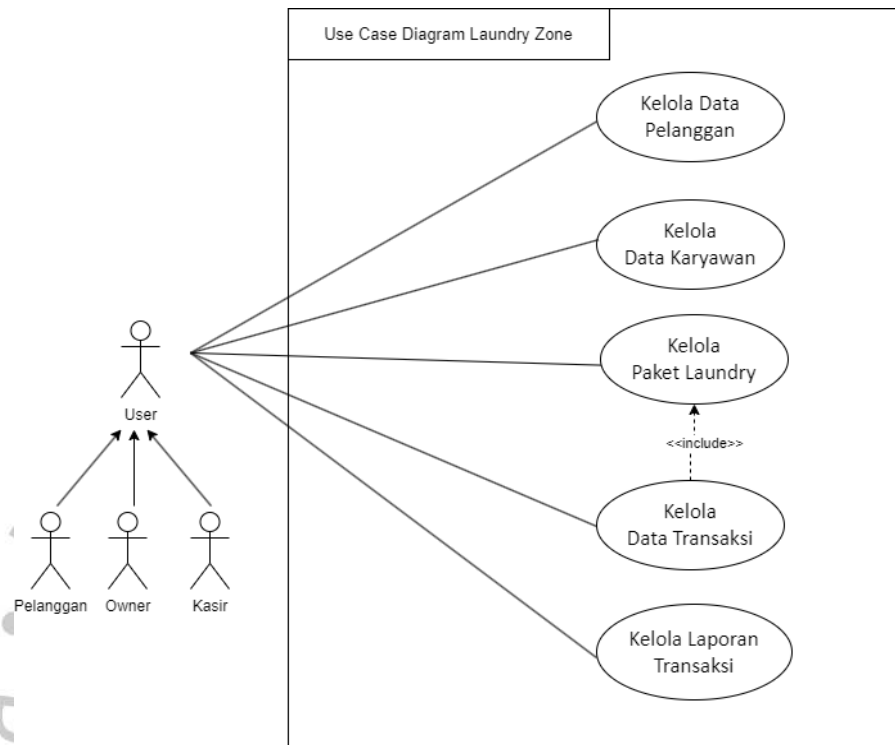 Use Case Diagram Laundry Zone
Kelola Data
Pelanggan
Kelola
Data Karyawan
Kelola
Paket Laundry
<<include>>
Kelola
Data Transaksi
Kelola Laporan
Transaksi
User
Pelanggan
Owner
Kasir